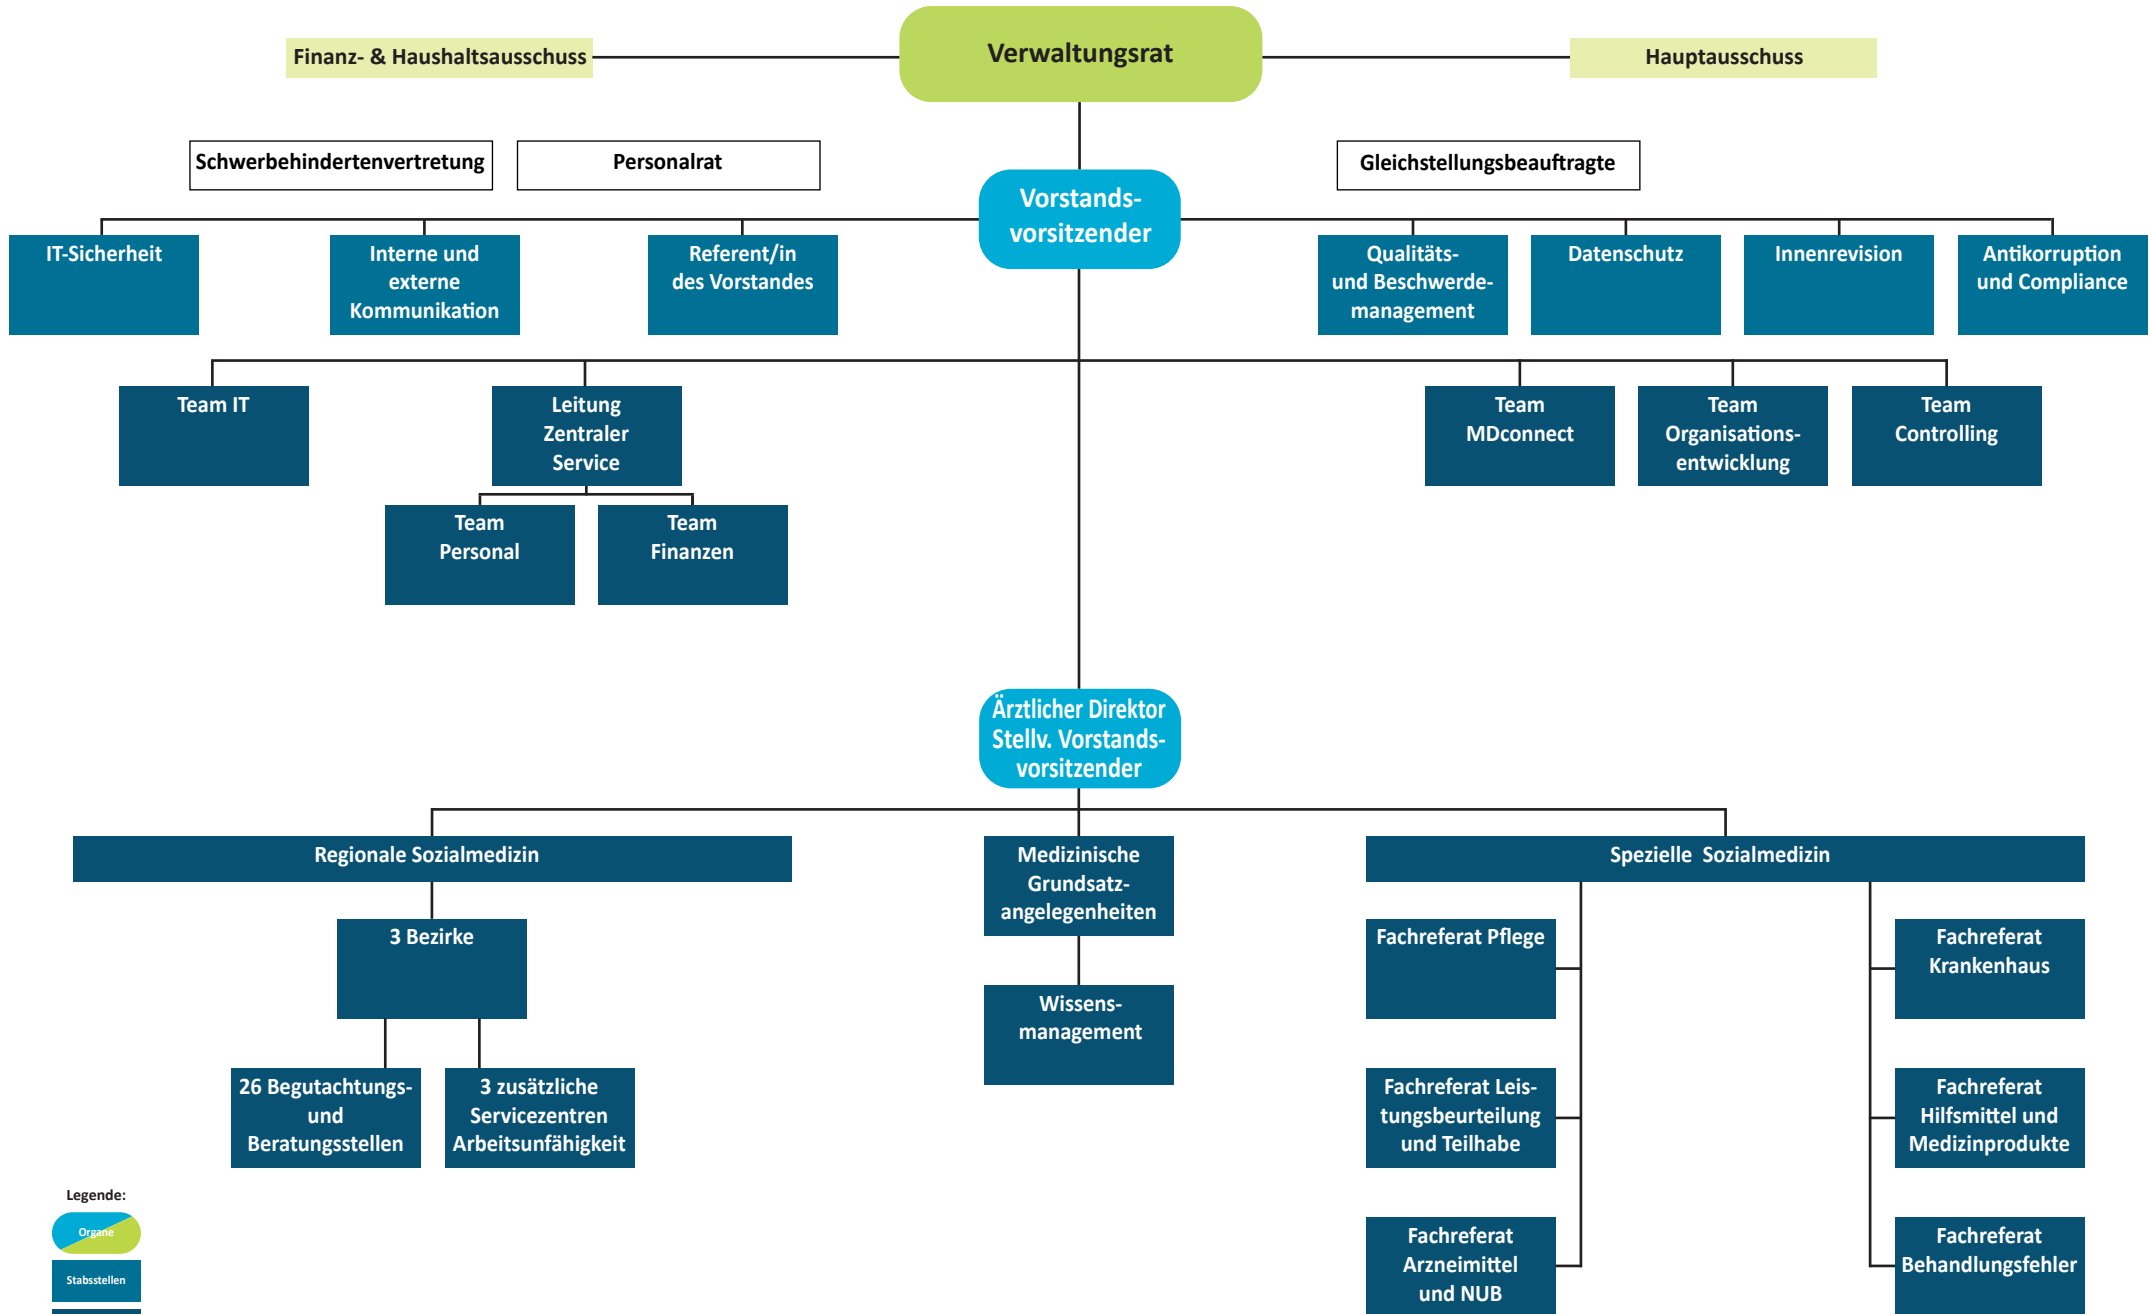 Finanz- & Haushaltsausschuss
Verwaltungsrat
Hauptausschuss
Schwerbehindertenvertretung
Personalrat
Gleichstellungsbeauftragte
Vorstands-
vorsitzender
IT-Sicherheit
Interne und
externe
Kommunikation
Referent/in
des Vorstandes
Qualitäts-
und Beschwerde-
management
Datenschutz
Innenrevision
Antikorruption
und Compliance
Team IT
Leitung
Zentraler
Service
Team
MDconnect
Team
Organisations-
entwicklung
Team
Controlling
Team
Personal
Team
Finanzen
Ärztlicher Direktor
Stellv. Vorstands-
vorsitzender
Regionale Sozialmedizin
Medizinische
Grundsatz-
angelegenheiten
Spezielle Sozialmedizin
3 Bezirke
Wissens-
management
Fachreferat Pflege
Fachreferat
Krankenhaus
26 Begutachtungs-
und
Beratungsstellen
3 zusätzliche
Servicezentren
Arbeitsunfähigkeit
Fachreferat Leis-
tungsbeurteilung
und Teilhabe
Fachreferat
Hilfsmittel und
Medizinprodukte
Fachreferat
Arzneimittel
und NUB
Fachreferat
Behandlungsfehler
Legende:
Organe
Stabsstellen